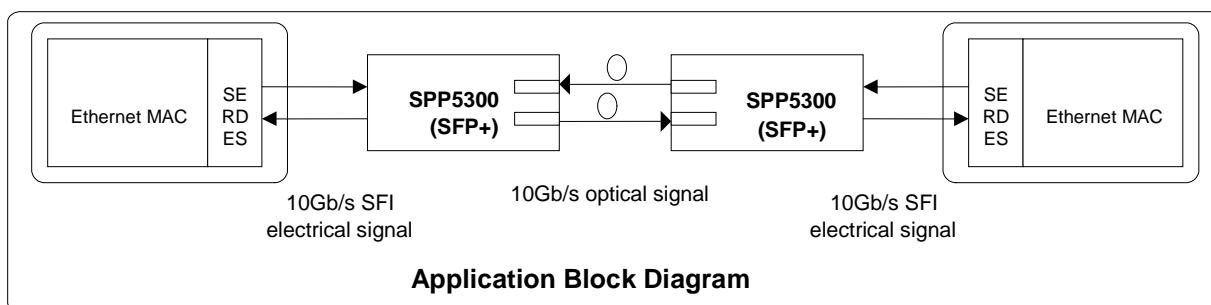 Ethernet MAC
SE
RD
ES
SPP5300
(SFP+)
SPP5300
(SFP+)
SE
RD
ES
Ethernet MAC
10Gb/s SFI
electrical signal
10Gb/s optical signal
10Gb/s SFI
electrical signal
Application Block Diagram